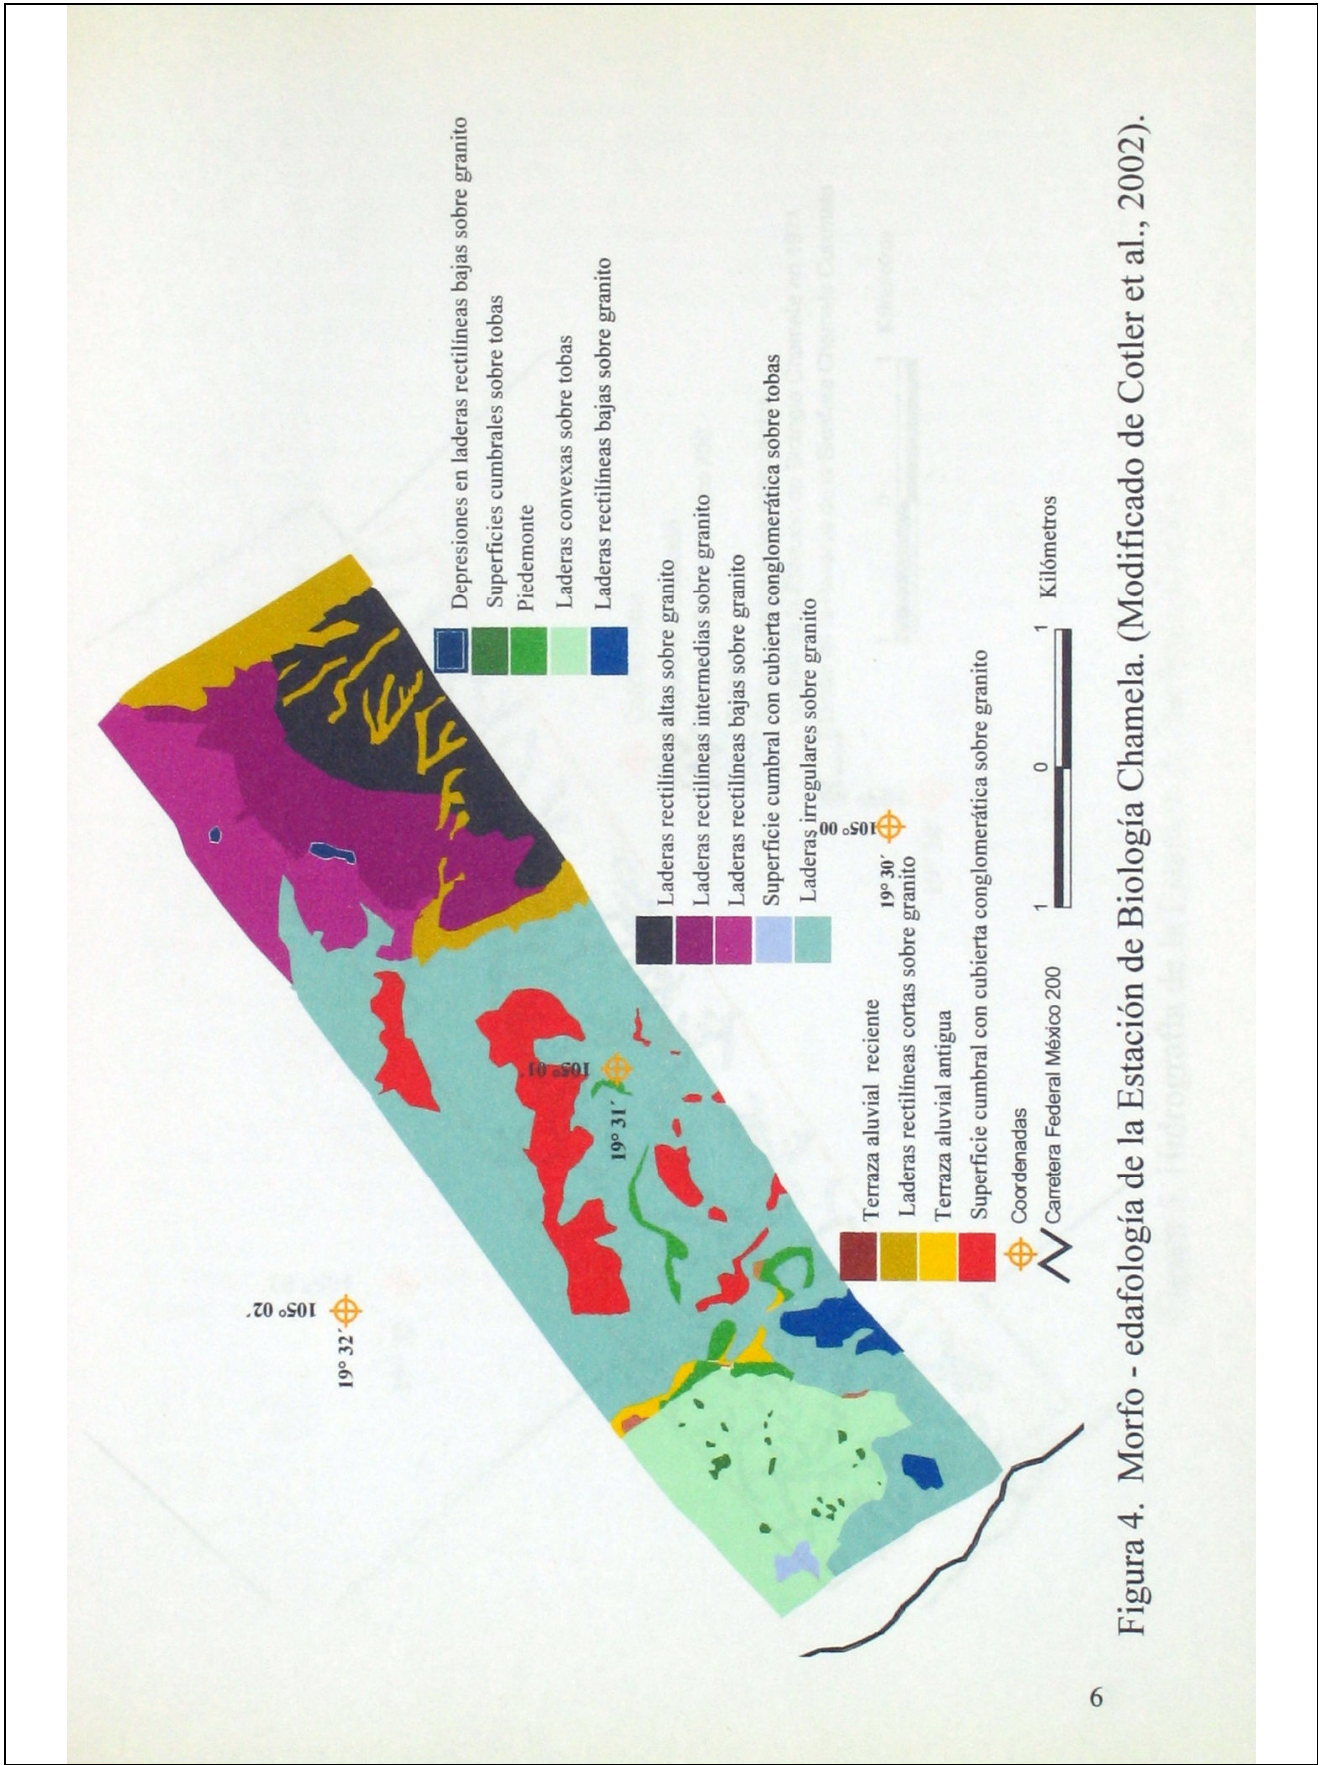 105° 02´
19° 32´
105° 01´
19° 31´
105° 00
19° 30´
Depresiones en laderas rectilíneas bajas sobre granito
Superficies cumbrales sobre tobas
Piedemonte
Laderas convexas sobre tobas
Laderas rectilíneas bajas sobre granito
Laderas rectilíneas altas sobre granito
Laderas rectilíneas intermedias sobre granito
Laderas rectilíneas bajas sobre granito
Superficie cumbral con cubierta conglomerática sobre tobas
Laderas irregulares sobre granito
Terraza aluvial reciente
Laderas rectilíneas cortas sobre granito
Terraza aluvial antigua
Superficie cumbral con cubierta conglomerática sobre granito
Coordenadas
Carretera Federal México 200
1 0 1 Kilómetros
Figura 4. Morfo - edafología de la Estación de Biología Chamela. (Modificado de Cotler et al., 2002).
6